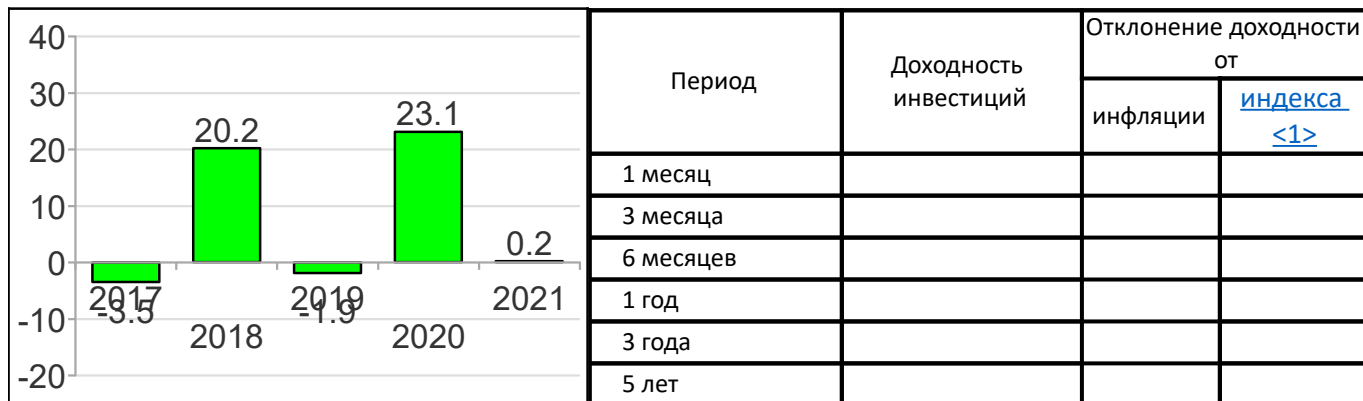 40
30
20
10
0
-10
-20
20.2
23.1
0.2
-3.5
-1.9
2017
2018
2019
2020
2021
Период
Доходность
инвестиций
Отклонение доходности
от
инфляции
индекса
<1>
1 месяц
3 месяца
6 месяцев
1 год
3 года
5 лет